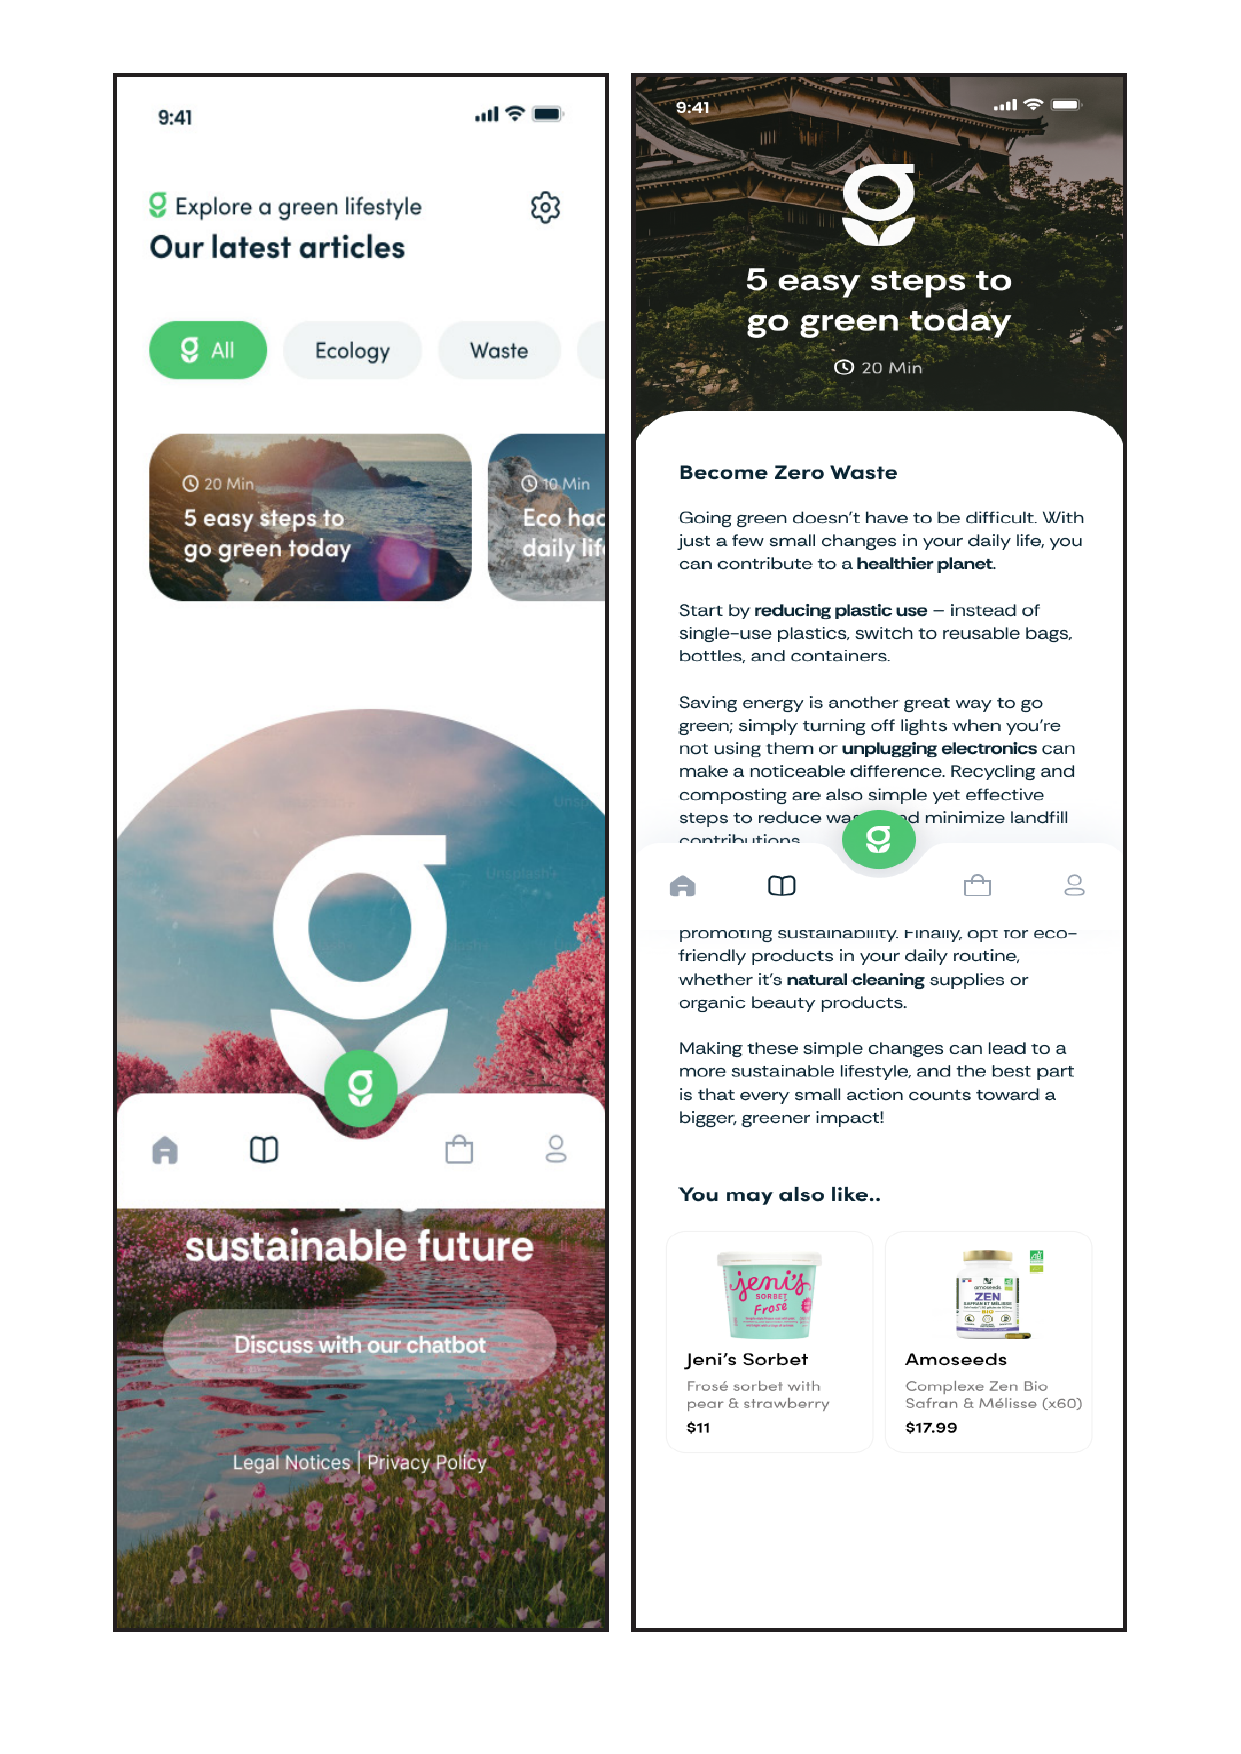 9:41
Explore a green lifestyle
Our latest articles
All
Ecology
Waste
20 Min
5 easy steps to
go green today
10 Min
Eco hac
daily lif
Unsplash+
sustainable future
Discuss with our chatbot
Legal Notices | Privacy Policy
9:41
5 easy steps to
go green today
20 Min
Become Zero Waste
Going green doesn't have to be difficult. With
just a few small changes in your daily life, you
can contribute to a healthier planet.
Start by reducing plastic use – instead of
single-use plastics, switch to reusable bags,
bottles, and containers.
Saving energy is another great way to go
green; simply turning off lights when you're
not using them or unplugging electronics can
make a noticeable difference. Recycling and
composting are also simple yet effective
steps to reduce was d minimize landfill
contributions
promoting sustainability. Finally, opt for eco-
friendly products in your daily routine,
whether it's natural cleaning supplies or
organic beauty products.
Making these simple changes can lead to a
more sustainable lifestyle, and the best part
is that every small action counts toward a
bigger, greener impact!
You may also like..
jeni's
SORBET
Frosé
amoseeds
ZEN
SAFRAN ET MÉLISSE
BIO
Jeni's Sorbet
Frosé sorbet with
pear & strawberry
$11
Amoseeds
Complexe Zen Bio
Safran & Mélisse (x60)
$17.99